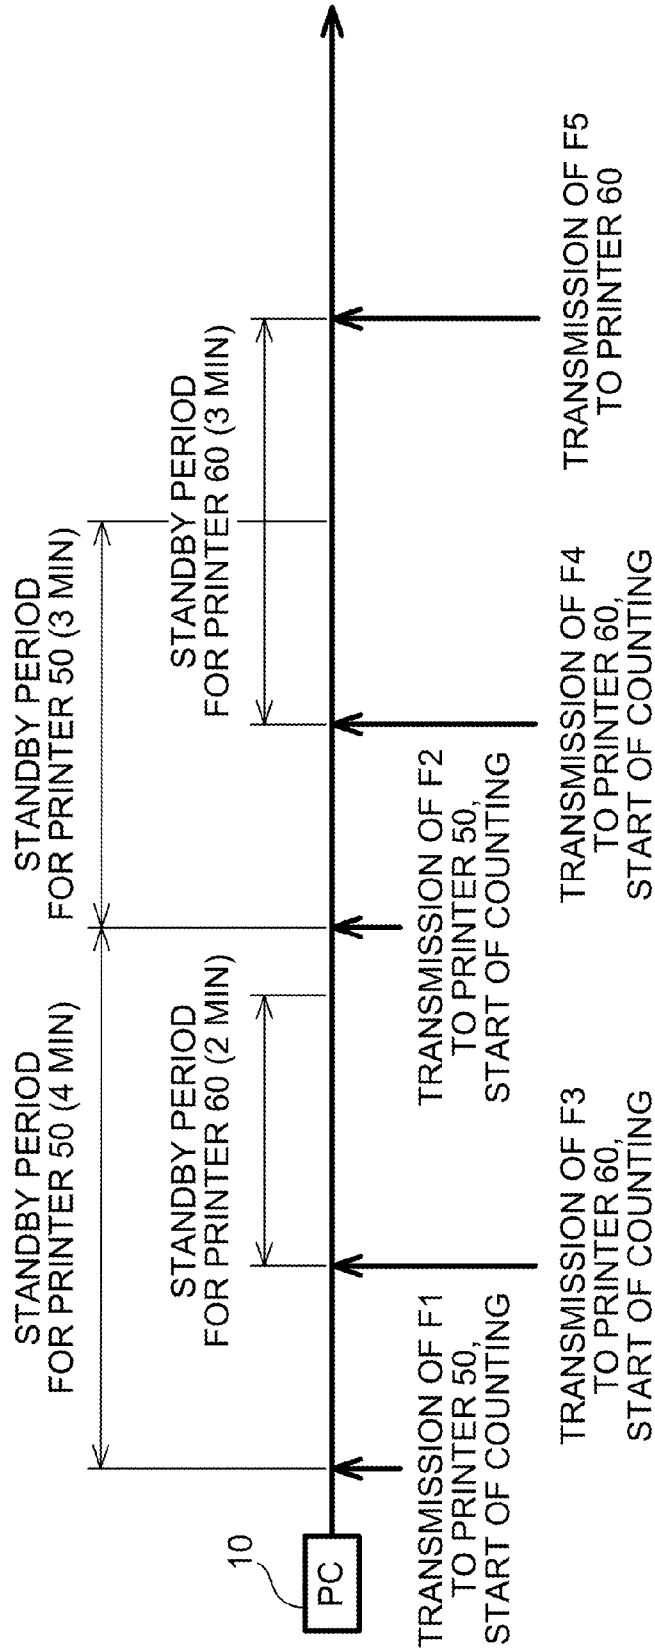 STANDBY PERIOD
FOR PRINTER 50 (4 MIN)
STANDBY PERIOD
FOR PRINTER 50 (3 MIN)
STANDBY PERIOD
FOR PRINTER 60 (2 MIN)
STANDBY PERIOD
FOR PRINTER 60 (3 MIN)
10
PC
TRANSMISSION OF F1
TO PRINTER 50,
START OF COUNTING
TRANSMISSION OF F2
TO PRINTER 50,
START OF COUNTING
TRANSMISSION OF F3
TO PRINTER 60,
START OF COUNTING
TRANSMISSION OF F4
TO PRINTER 60,
START OF COUNTING
TRANSMISSION OF F5
TO PRINTER 60